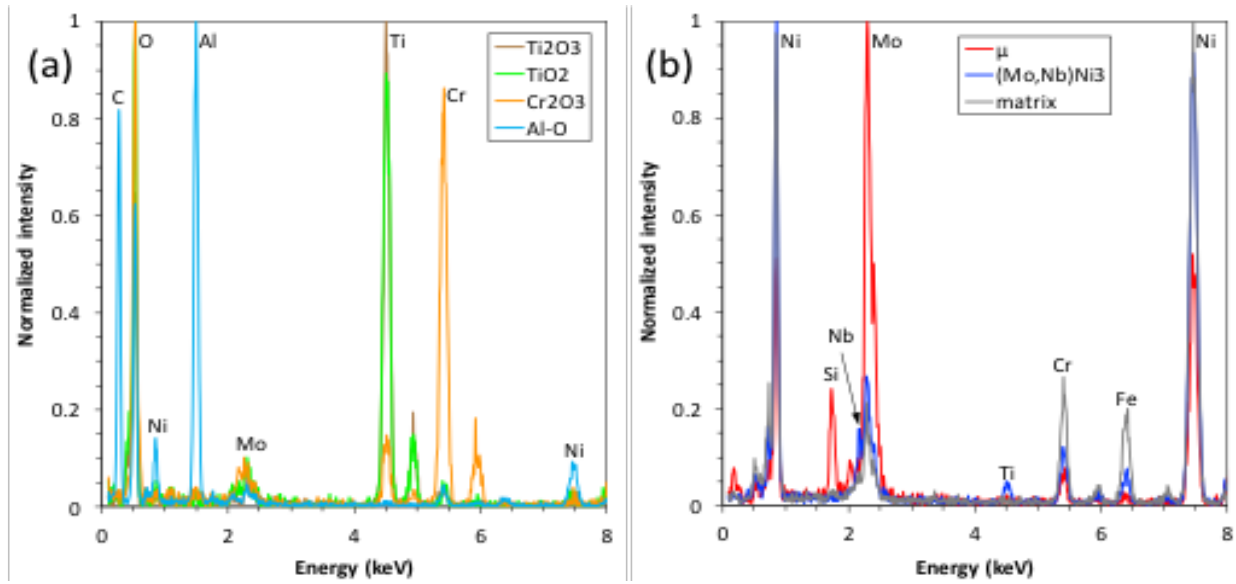 (a)
C
O
Al
Ni
Mo
Ti
Cr
Ni
Ti2O3
TiO2
Cr2O3
Al-O
Normalized intensity
1
0.8
0.6
0.4
0.2
0
0 2 4 6 8
Energy (keV)
(b)
Ni
Si
Nb
Mo
Ti
Cr
Fe
Ni
μ
(Mo,Nb)Ni3
matrix
Normalized intensity
1
0.8
0.6
0.4
0.2
0
0 2 4 6 8
Energy (keV)